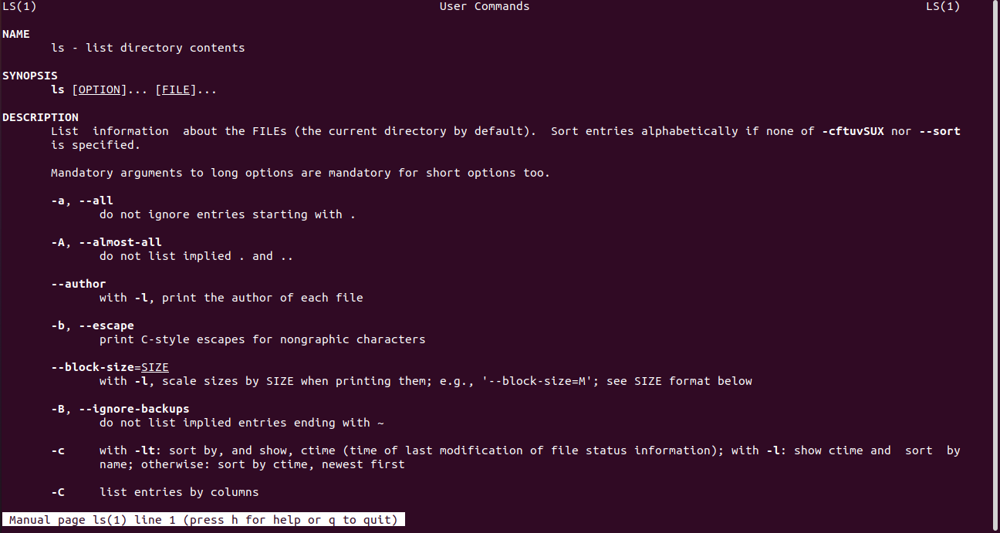 LS(1) User Commands LS(1)
NAME
ls - list directory contents
SYNOPSIS
ls [OPTION]... [FILE]...
DESCRIPTION
List  information  about the FILEs (the current directory by default).  Sort entries alphabetically if none of -cftuvSUX nor --sort
is specified.
Mandatory arguments to long options are mandatory for short options too.
-a, --all
do not ignore entries starting with .
-A, --almost-all
do not list implied . and ..
--author
with -l, print the author of each file
-b, --escape
print C-style escapes for nongraphic characters
--block-size=SIZE
with -l, scale sizes by SIZE when printing them; e.g., '--block-size=M'; see SIZE format below
-B, --ignore-backups
do not list implied entries ending with ~
-c     with -lt: sort by, and show, ctime (time of last modification of file status information); with -l: show ctime and  sort  by
name; otherwise: sort by ctime, newest first
-C     list entries by columns
Manual page ls(1) line 1 (press h for help or q to quit)